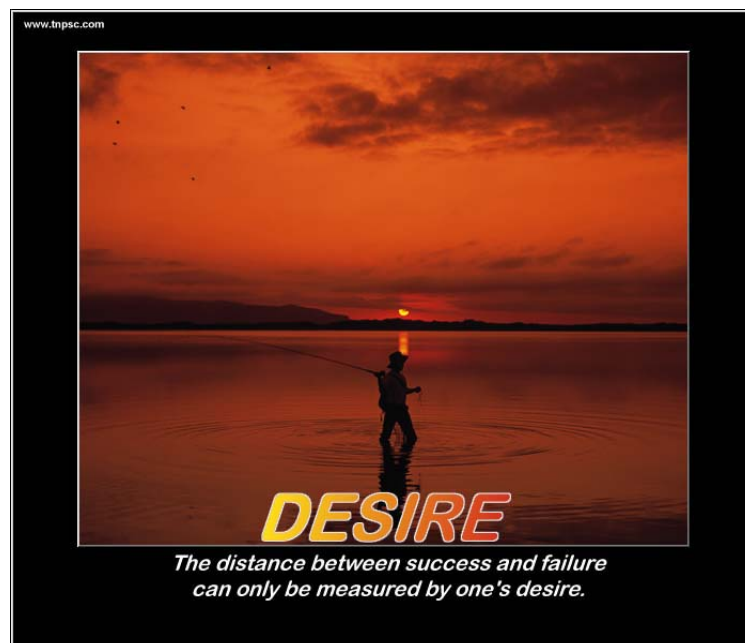 www.tnpsc.com
DESIRE
The distance between success and failure
can only be measured by one's desire.